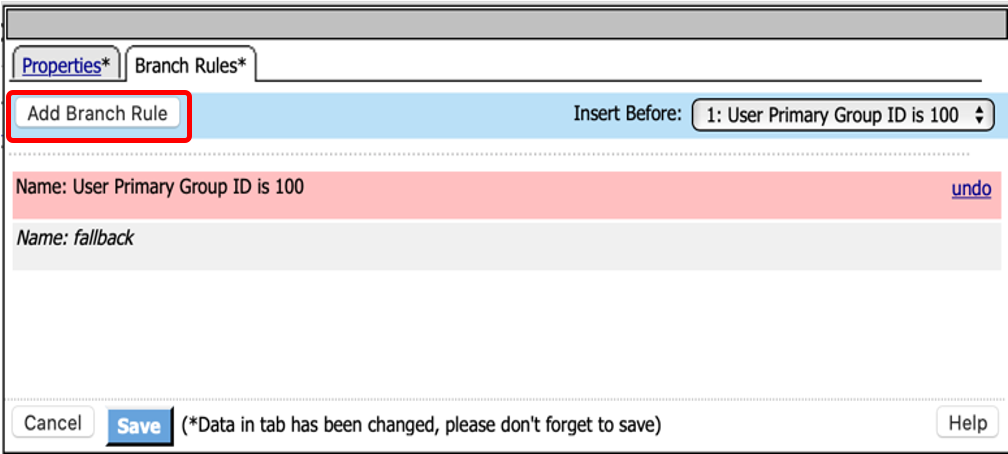 Properties* Branch Rules*
Add Branch Rule Insert Before: 1: User Primary Group ID is 100
Name: User Primary Group ID is 100 undo
Name: fallback
Cancel Save (*Data in tab has been changed, please don't forget to save) Help